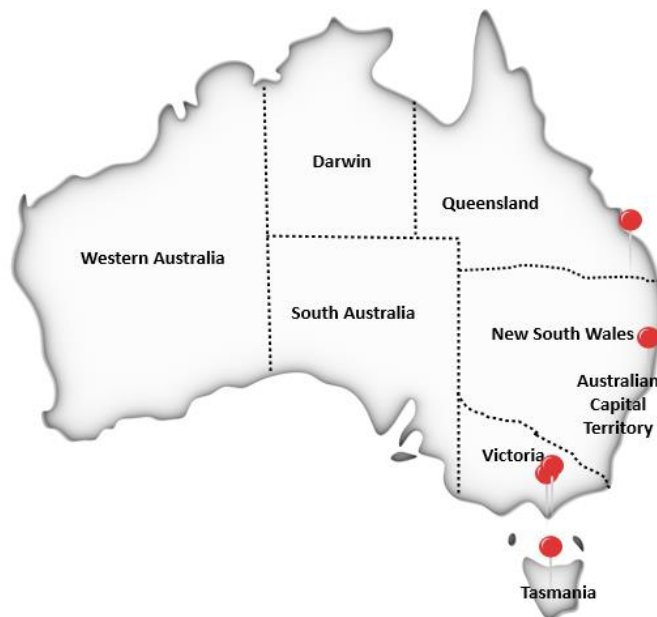 Darwin
Queensland
Western Australia
South Australia
New South Wales
Australian
Capital
Territory
Victoria
Tasmania